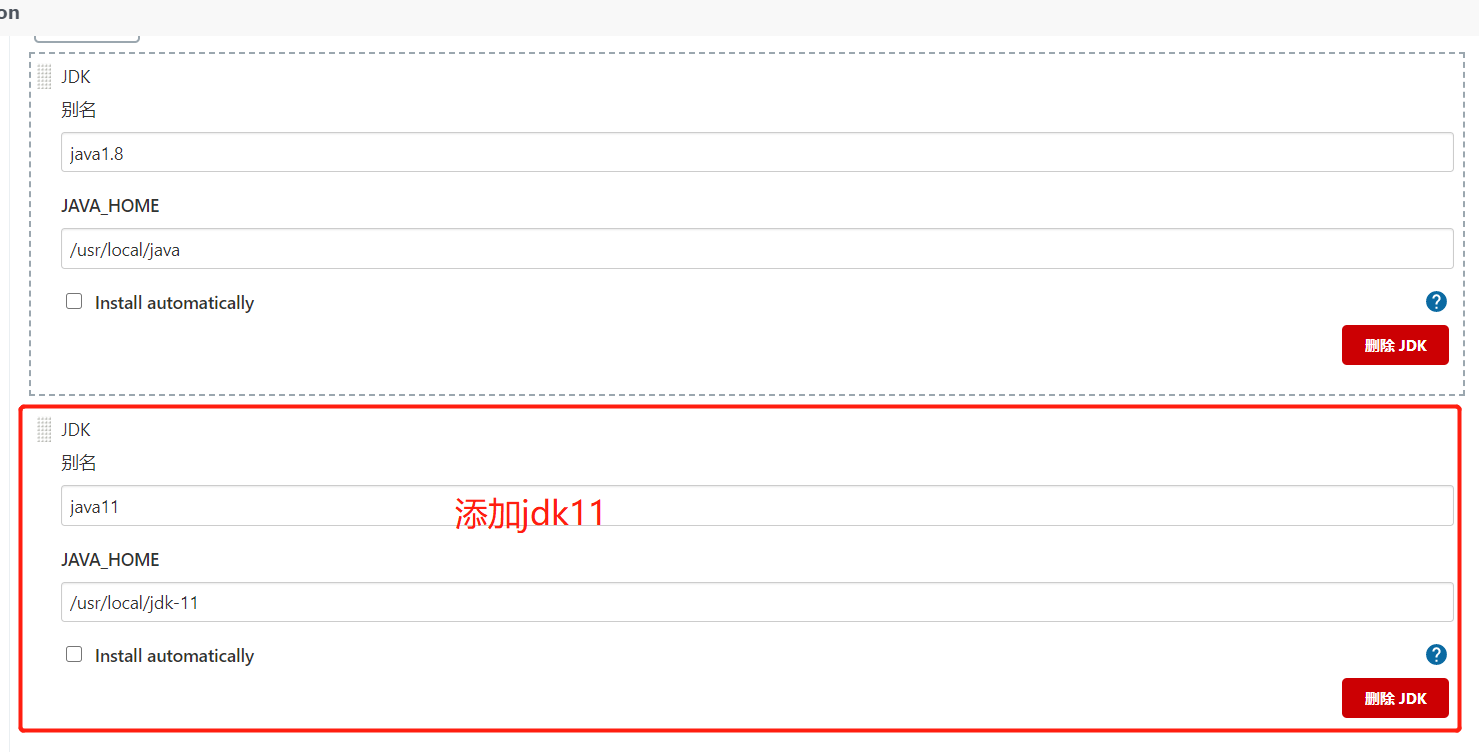 on
JDK
别名
java1.8
JAVA_HOME
/usr/local/java
Install automatically
?
删除 JDK
JDK
别名
java11
添加jdk11
JAVA_HOME
/usr/local/jdk-11
Install automatically
?
删除 JDK